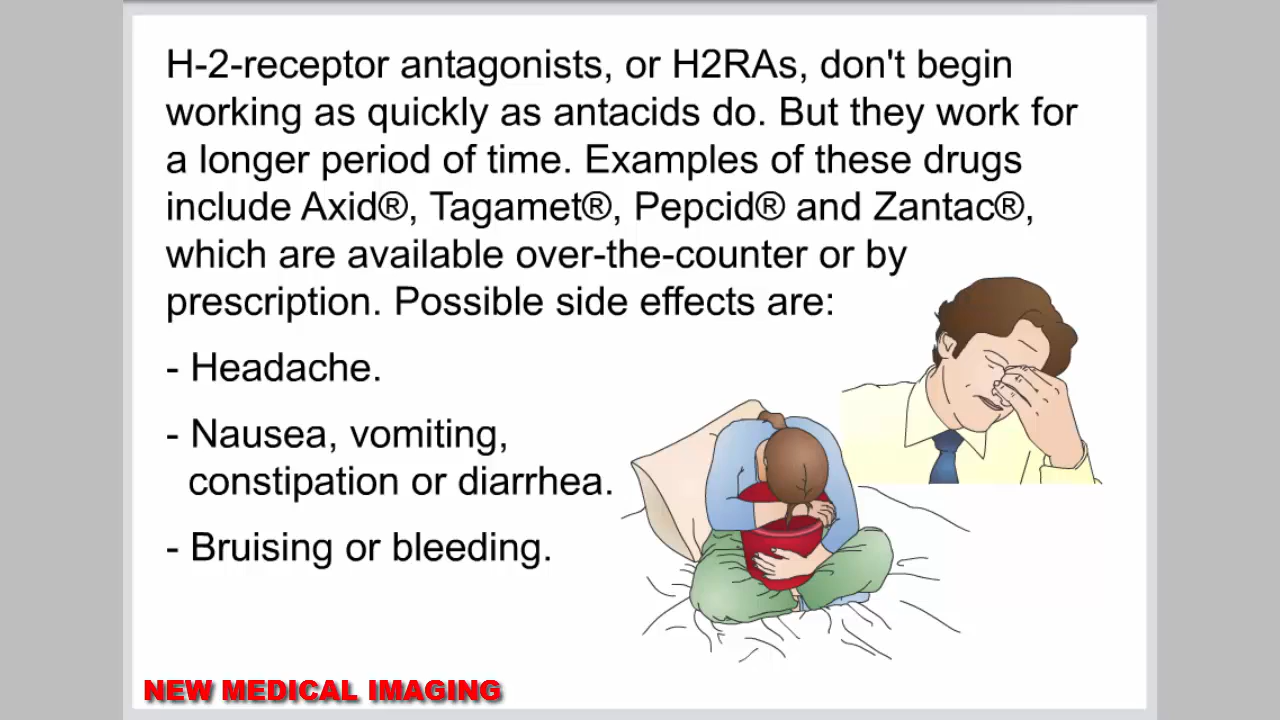 H-2-receptor antagonists, or H2RAs, don't begin
working as quickly as antacids do. But they work for
a longer period of time. Examples of these drugs
include Axid®, Tagamet®, Pepcid® and Zantac®,
which are available over-the-counter or by
prescription. Possible side effects are:
- Headache.
- Nausea, vomiting,
constipation or diarrhea.
- Bruising or bleeding.
NEW MEDICAL IMAGING